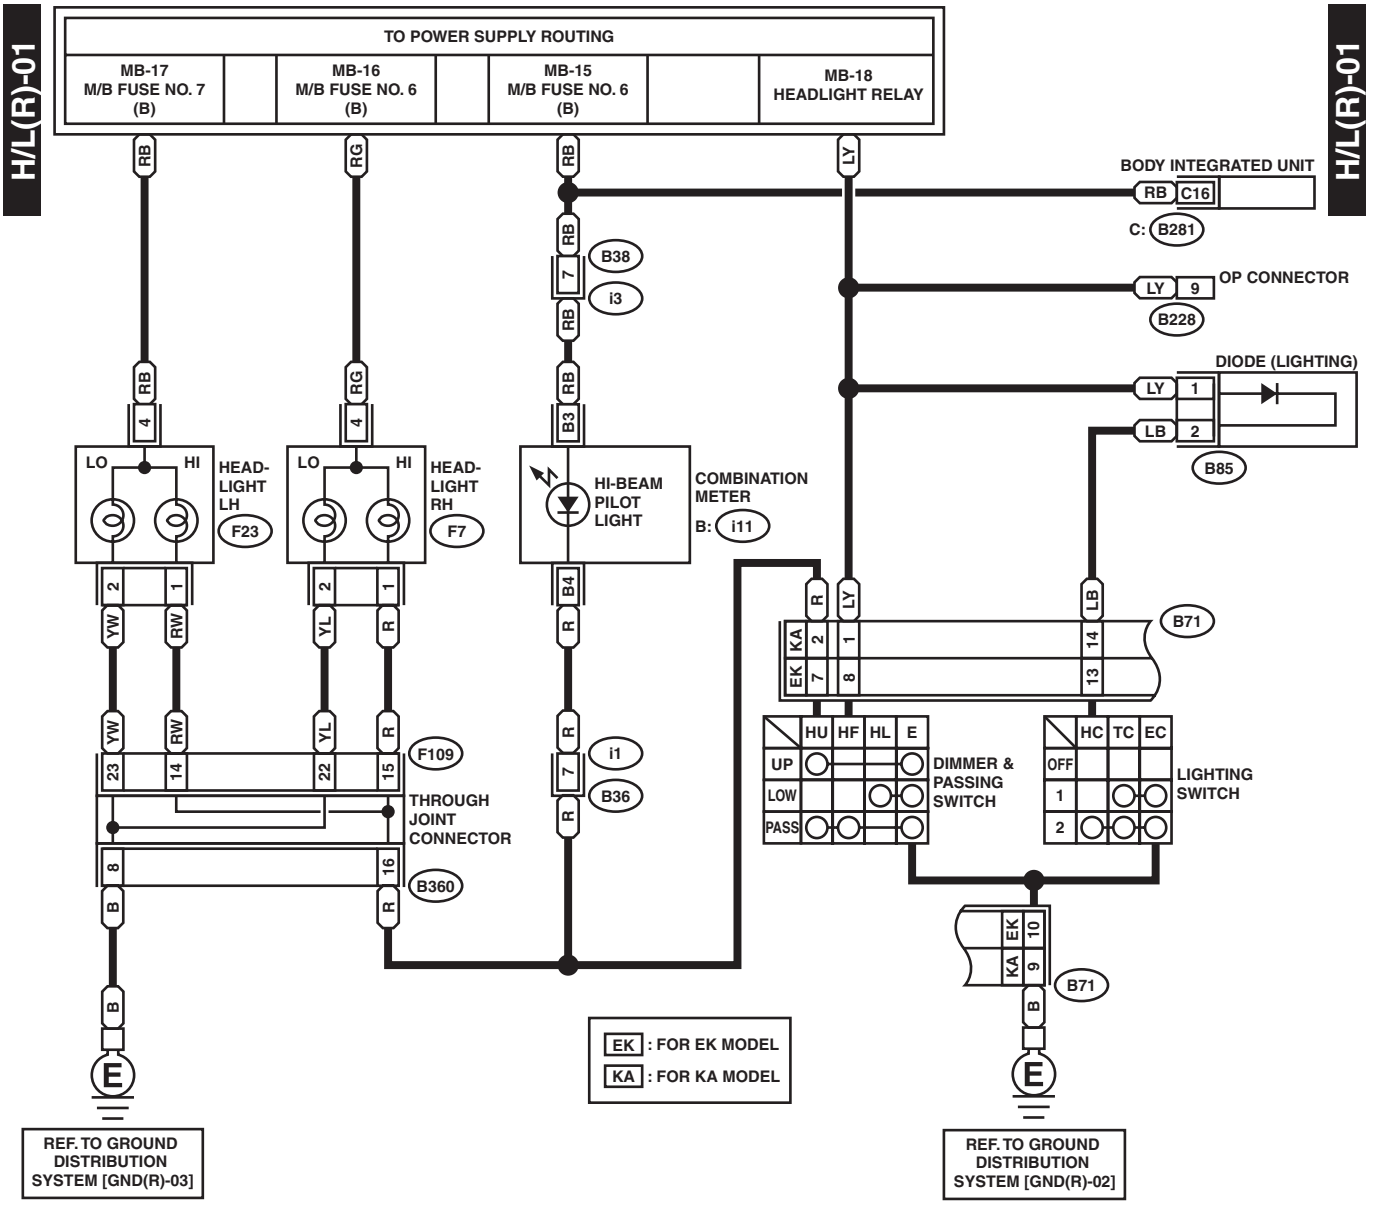 H/L(R)-01
H/L(R)-01
TO POWER SUPPLY ROUTING
MB-17
M/B FUSE NO. 7
(B)
MB-16
M/B FUSE NO. 6
(B)
MB-15
M/B FUSE NO. 6
(B)
MB-18
HEADLIGHT RELAY
RB
RG
RB
LY
BODY INTEGRATED UNIT
RB
C16
C: B281
RB
B38
7
i3
RB
LY
9
OP CONNECTOR
B228
DIODE (LIGHTING)
RB
RG
RB
LY
1
LB
2
B85
4
4
B3
LO
HI
HEAD-
LIGHT
LH
F23
LO
HI
HEAD-
LIGHT
RH
F7
HI-BEAM
PILOT
LIGHT
COMBINATION
METER
B: i11
2
1
2
1
B4
YW
RW
YL
R
R
R
LY
LB
B71
KA
2
1
14
EK
7
8
13
YW
RW
YL
R
R
F109
23
14
22
15
i1
7
B36
R
THROUGH
JOINT
CONNECTOR
8
16
B360
B
R
HU
HF
HL
E
UP
LOW
PASS
DIMMER &
PASSING
SWITCH
HC
TC
EC
OFF
1
2
LIGHTING
SWITCH
EK
10
KA
9
B71
B
B
E
E
EK : FOR EK MODEL
KA : FOR KA MODEL
REF. TO GROUND
DISTRIBUTION
SYSTEM [GND(R)-03]
REF. TO GROUND
DISTRIBUTION
SYSTEM [GND(R)-02]